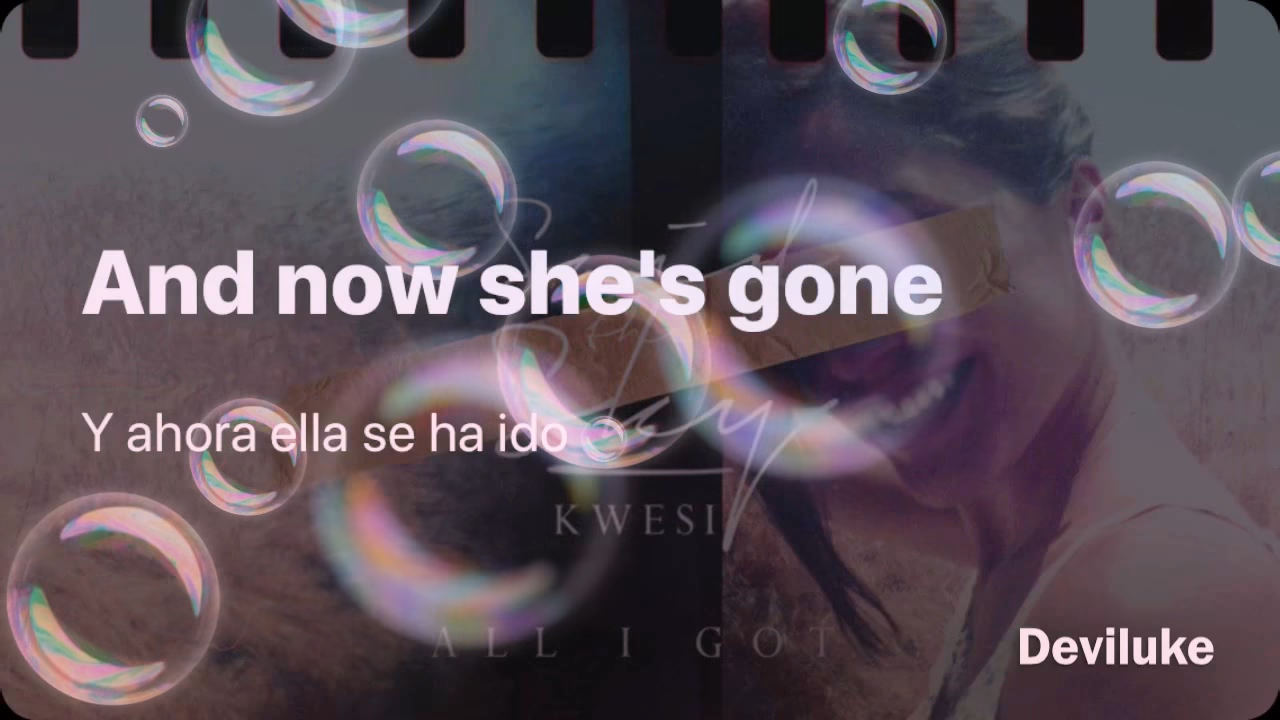 And now she's gone
Y ahora ella se ha ido
KWESI
ALL I GOT
Deviluke